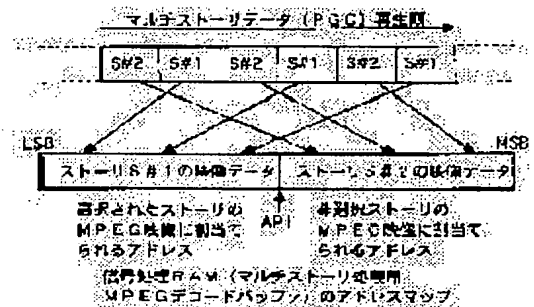 マルチストーリデータ（PGC）再生順
S#2 S#1 S#2 S#1 S#2 S#1
LSB MSB
ストーリS#1の映像データ ストーリS#2の映像データ
選択されたストーリの
MPEG映像に割当て
られるアドレス
API
非選択ストーリの
MPEG映像に割当て
られるアドレス
信号処理RAM（マルチストーリ処理用
MPEGデコードバッファ）のアドレスマップ